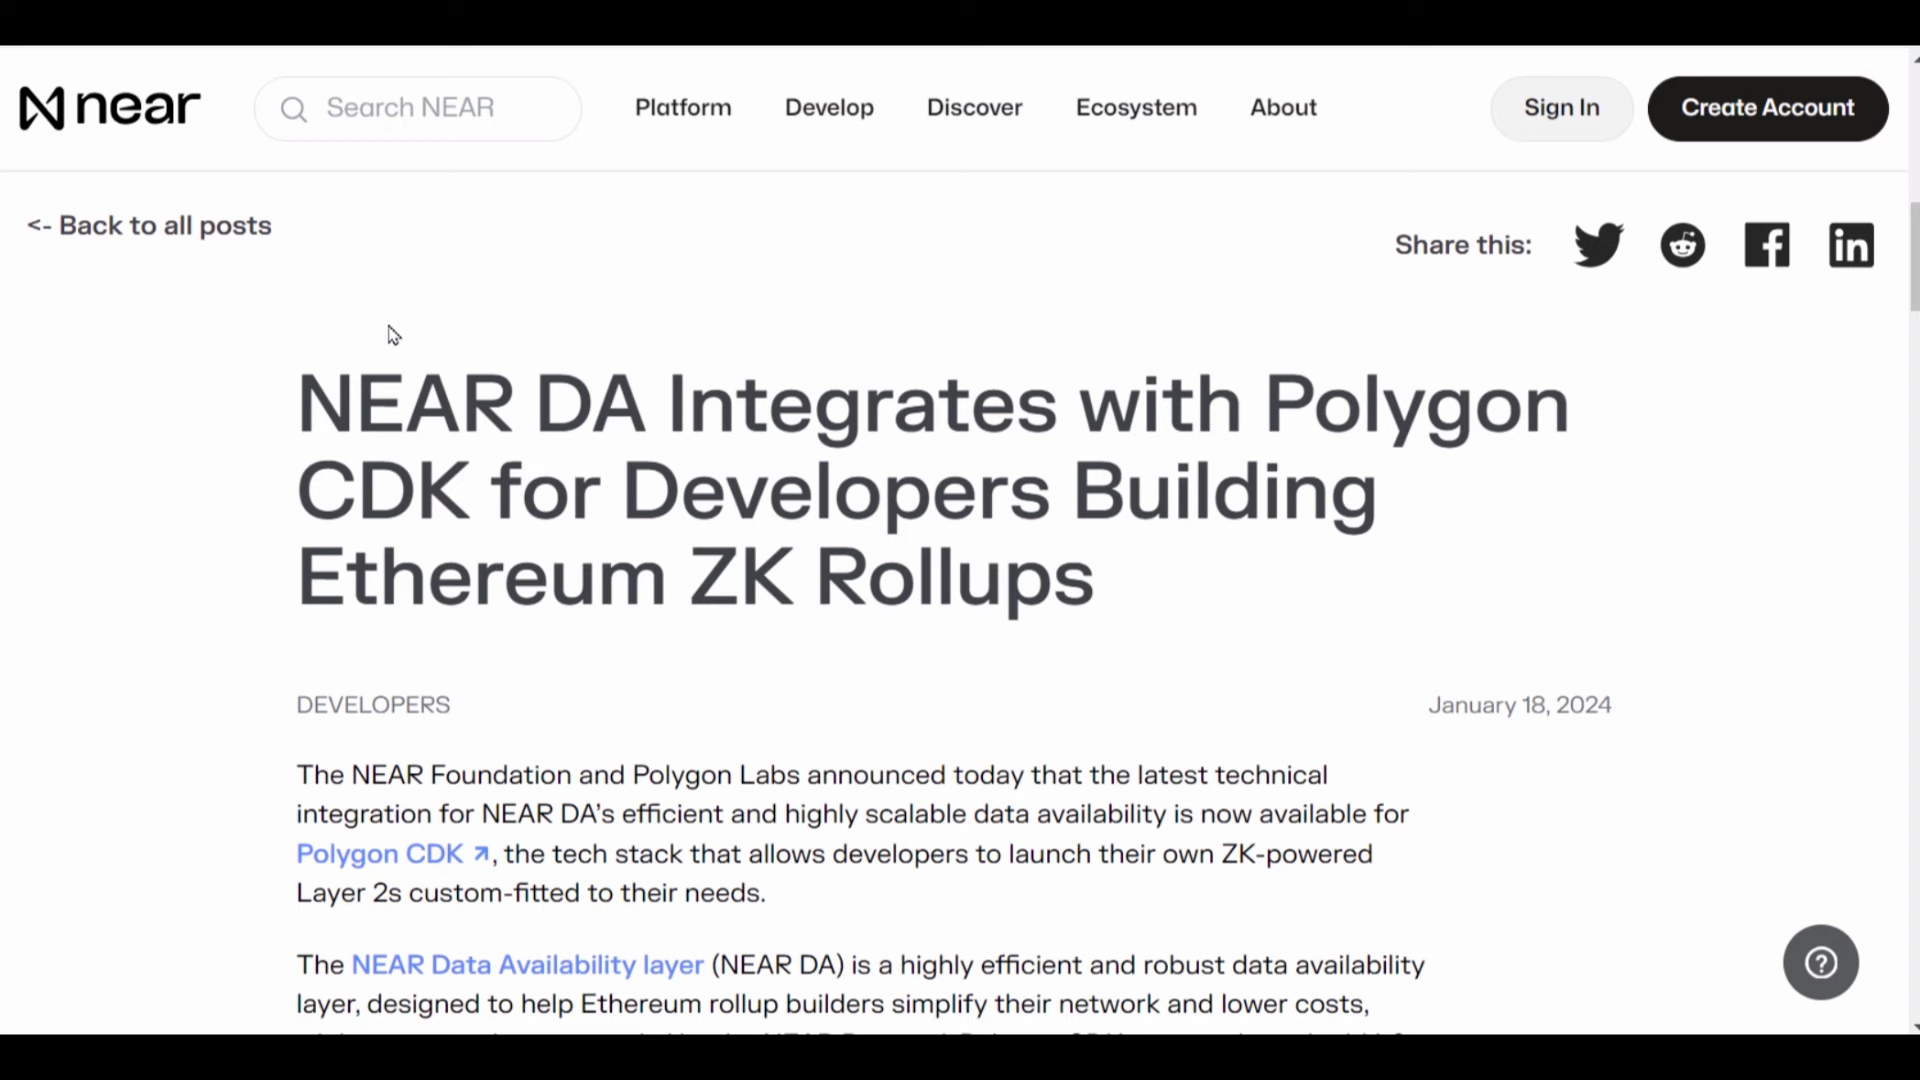 near
Search NEAR
Platform
Develop
Discover
Ecosystem
About
Sign In
Create Account
<- Back to all posts
Share this:
NEAR DA Integrates with Polygon
CDK for Developers Building
Ethereum ZK Rollups
DEVELOPERS
January 18, 2024
The NEAR Foundation and Polygon Labs announced today that the latest technical
integration for NEAR DA’s efficient and highly scalable data availability is now available for
Polygon CDK ↗, the tech stack that allows developers to launch their own ZK-powered
Layer 2s custom-fitted to their needs.
The NEAR Data Availability layer (NEAR DA) is a highly efficient and robust data availability
layer, designed to help Ethereum rollup builders simplify their network and lower costs,